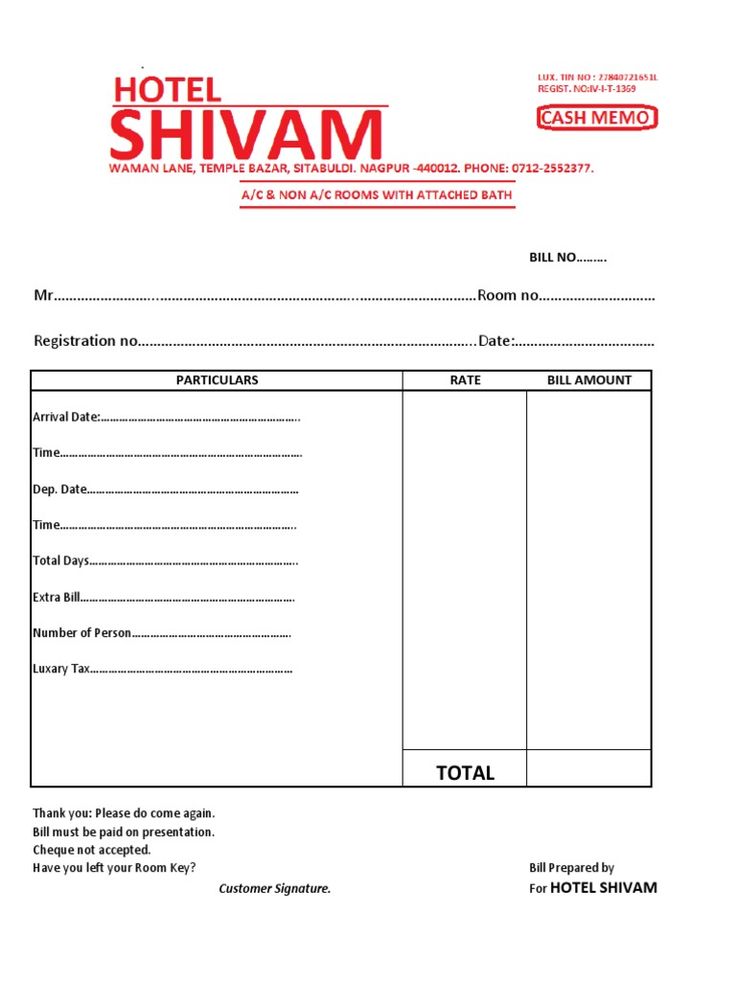 HOTEL
SHIVAM
LUX. TIN NO : 27840721651L
REGIST. NO:IV-I-T-1369
CASH MEMO
WAMAN LANE, TEMPLE BAZAR, SITABULDI. NAGPUR -440012. PHONE: 0712-2552377.
A/C & NON A/C ROOMS WITH ATTACHED BATH
BILL NO.........
Mr.....................................................................................Room no..............................
Registration no.....................................................................................Date:....................................
PARTICULARS RATE BILL AMOUNT
Arrival Date:.................................................................
Time..............................................................................
Dep. Date.....................................................................
Time............................................................................
Total Days....................................................................
Extra Bill......................................................................
Number of Person....................................................
Luxary Tax..................................................................
TOTAL
Thank you: Please do come again.
Bill must be paid on presentation.
Cheque not accepted.
Have you left your Room Key? Bill Prepared by
Customer Signature. For HOTEL SHIVAM